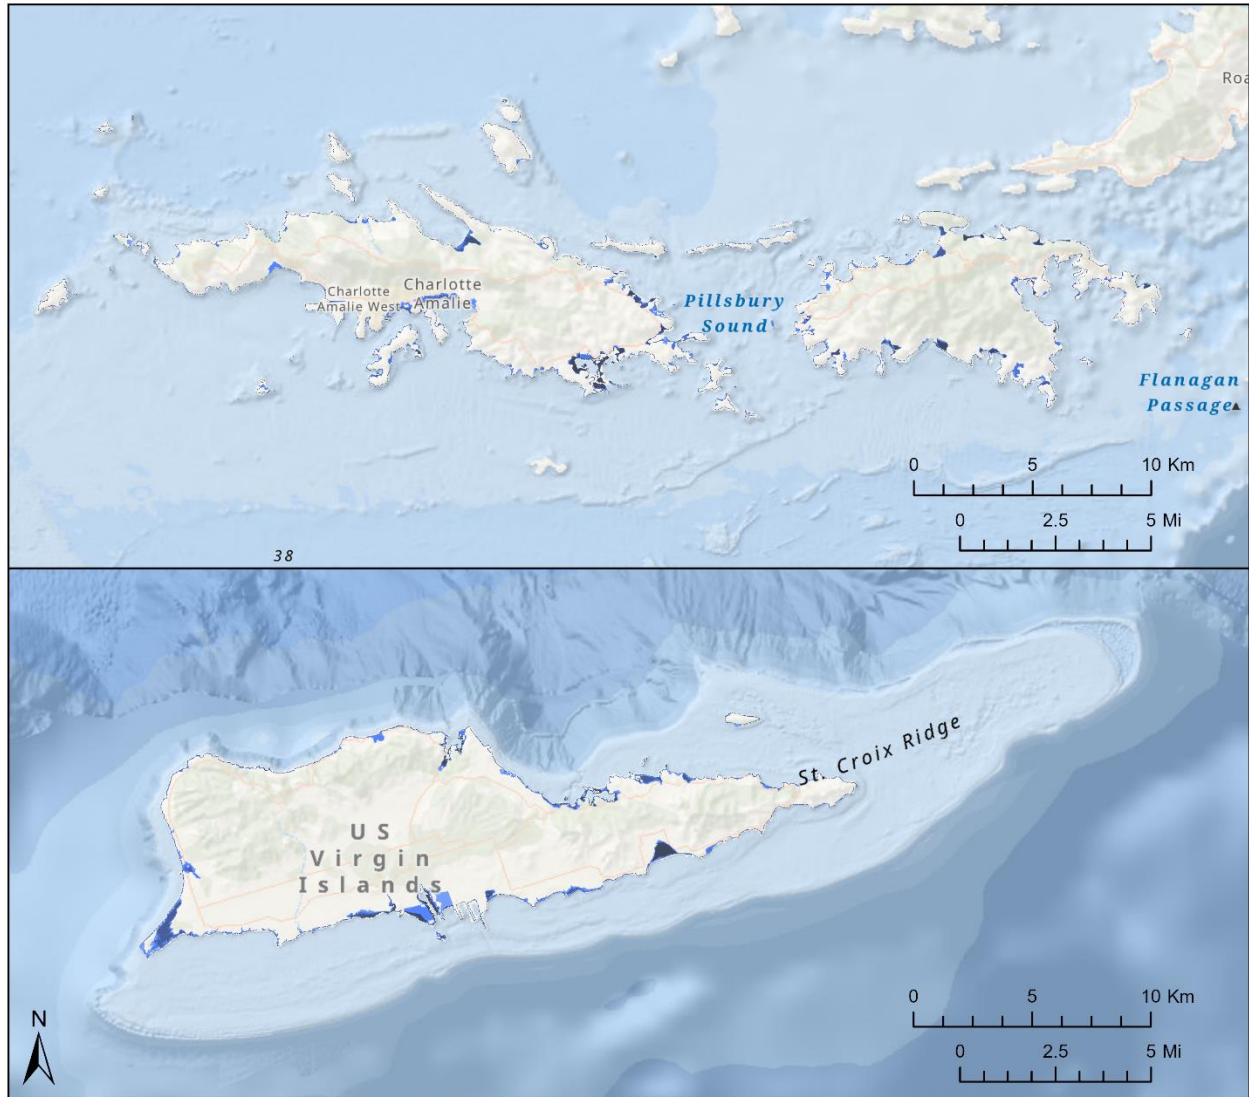 Roa
Charlotte
Amalie West
Charlotte
Amalie
Pillsbury
Sound
Flanagan
Passage
0 5 10 Km
0 2.5 5 Mi
38
St. Croix Ridge
US
Virgin
Islands
0 5 10 Km
0 2.5 5 Mi
N